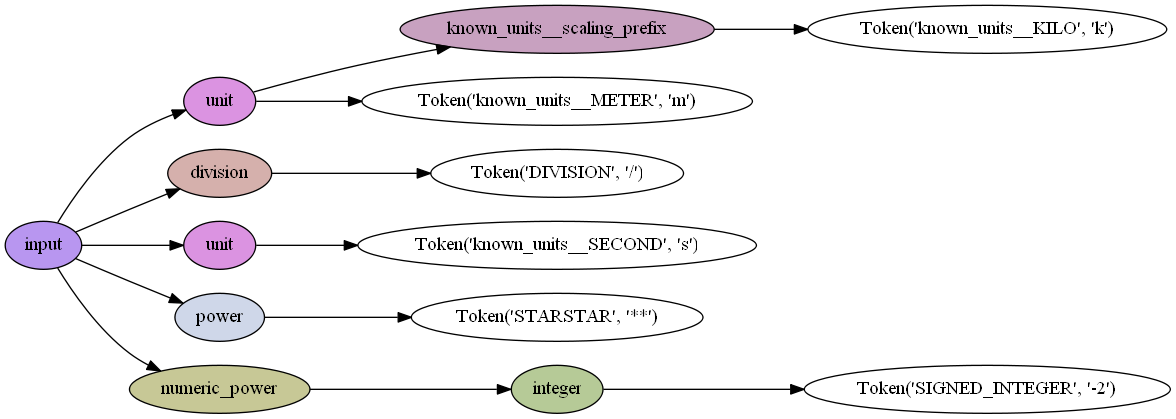 known_units__scaling_prefix
Token('known_units__KILO', 'k')
unit
Token('known_units__METER', 'm')
division
Token('DIVISION', '/')
input
unit
Token('known_units__SECOND', 's')
power
Token('STARSTAR', '**')
numeric_power
integer
Token('SIGNED_INTEGER', '-2')